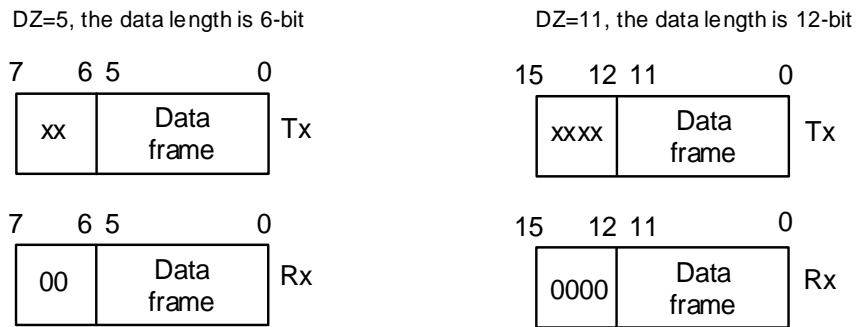 DZ=5, the data length is 6-bit
7 6 5 0
xx Data frame Tx
7 6 5 0
00 Data frame Rx
DZ=11, the data length is 12-bit
15 12 11 0
xxxx Data frame Tx
15 12 11 0
0000 Data frame Rx